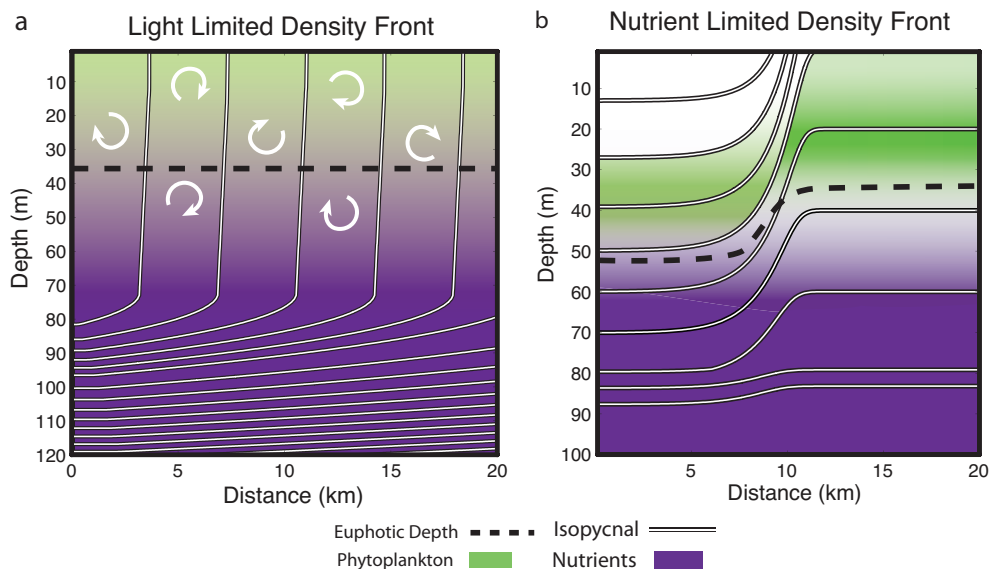 a
Light Limited Density Front
10
20
30
40
50
60
70
80
90
100
110
120
Depth (m)
0
5
10
15
20
Distance (km)
b
Nutrient Limited Density Front
10
20
30
40
50
60
70
80
90
100
Depth (m)
5
10
15
20
Distance (km)
Euphotic Depth
Isopycnal
Phytoplankton
Nutrients